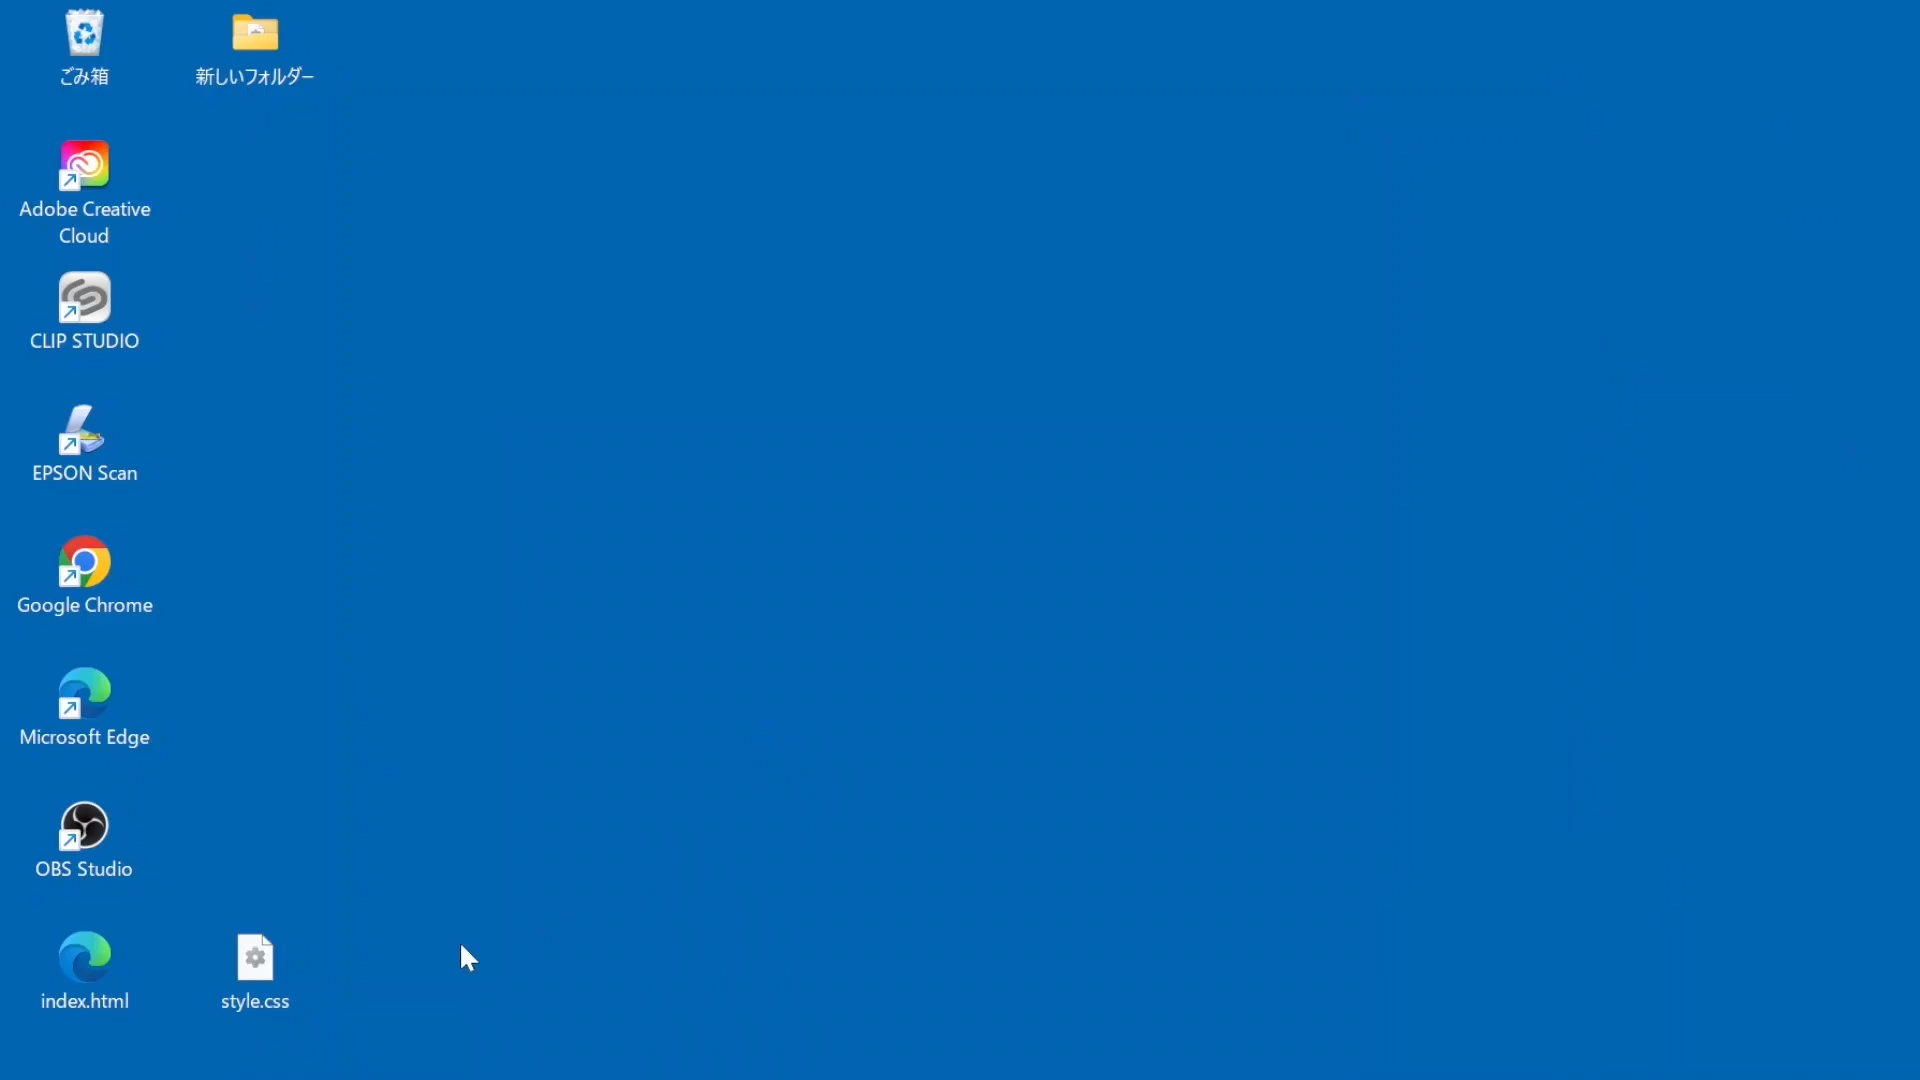 ごみ箱
新しいフォルダー
Adobe Creative
Cloud
CLIP STUDIO
EPSON Scan
Google Chrome
Microsoft Edge
OBS Studio
index.html
style.css